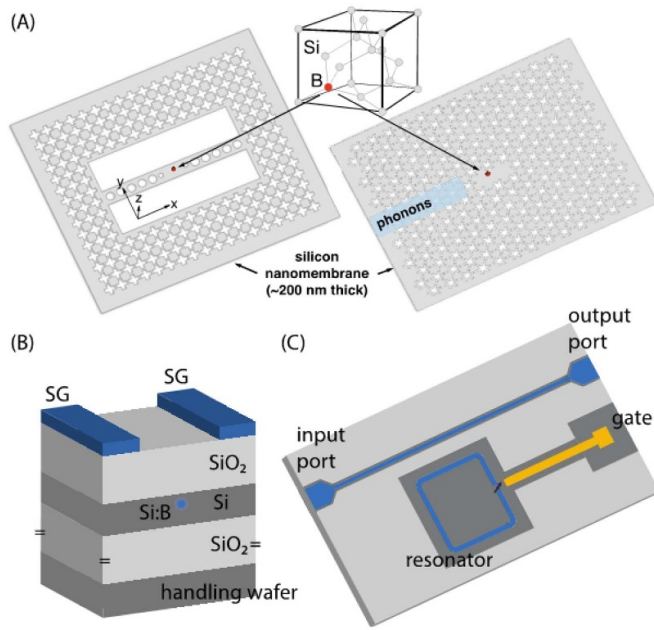 (A)
Si
B
y
z
x
phonons
silicon
nanomembrane
(~200 nm thick)
(B)
SG
SG
SiO₂
Si
Si:B
SiO₂
=
=
=
handling wafer
(C)
output
port
input
port
gate
resonator